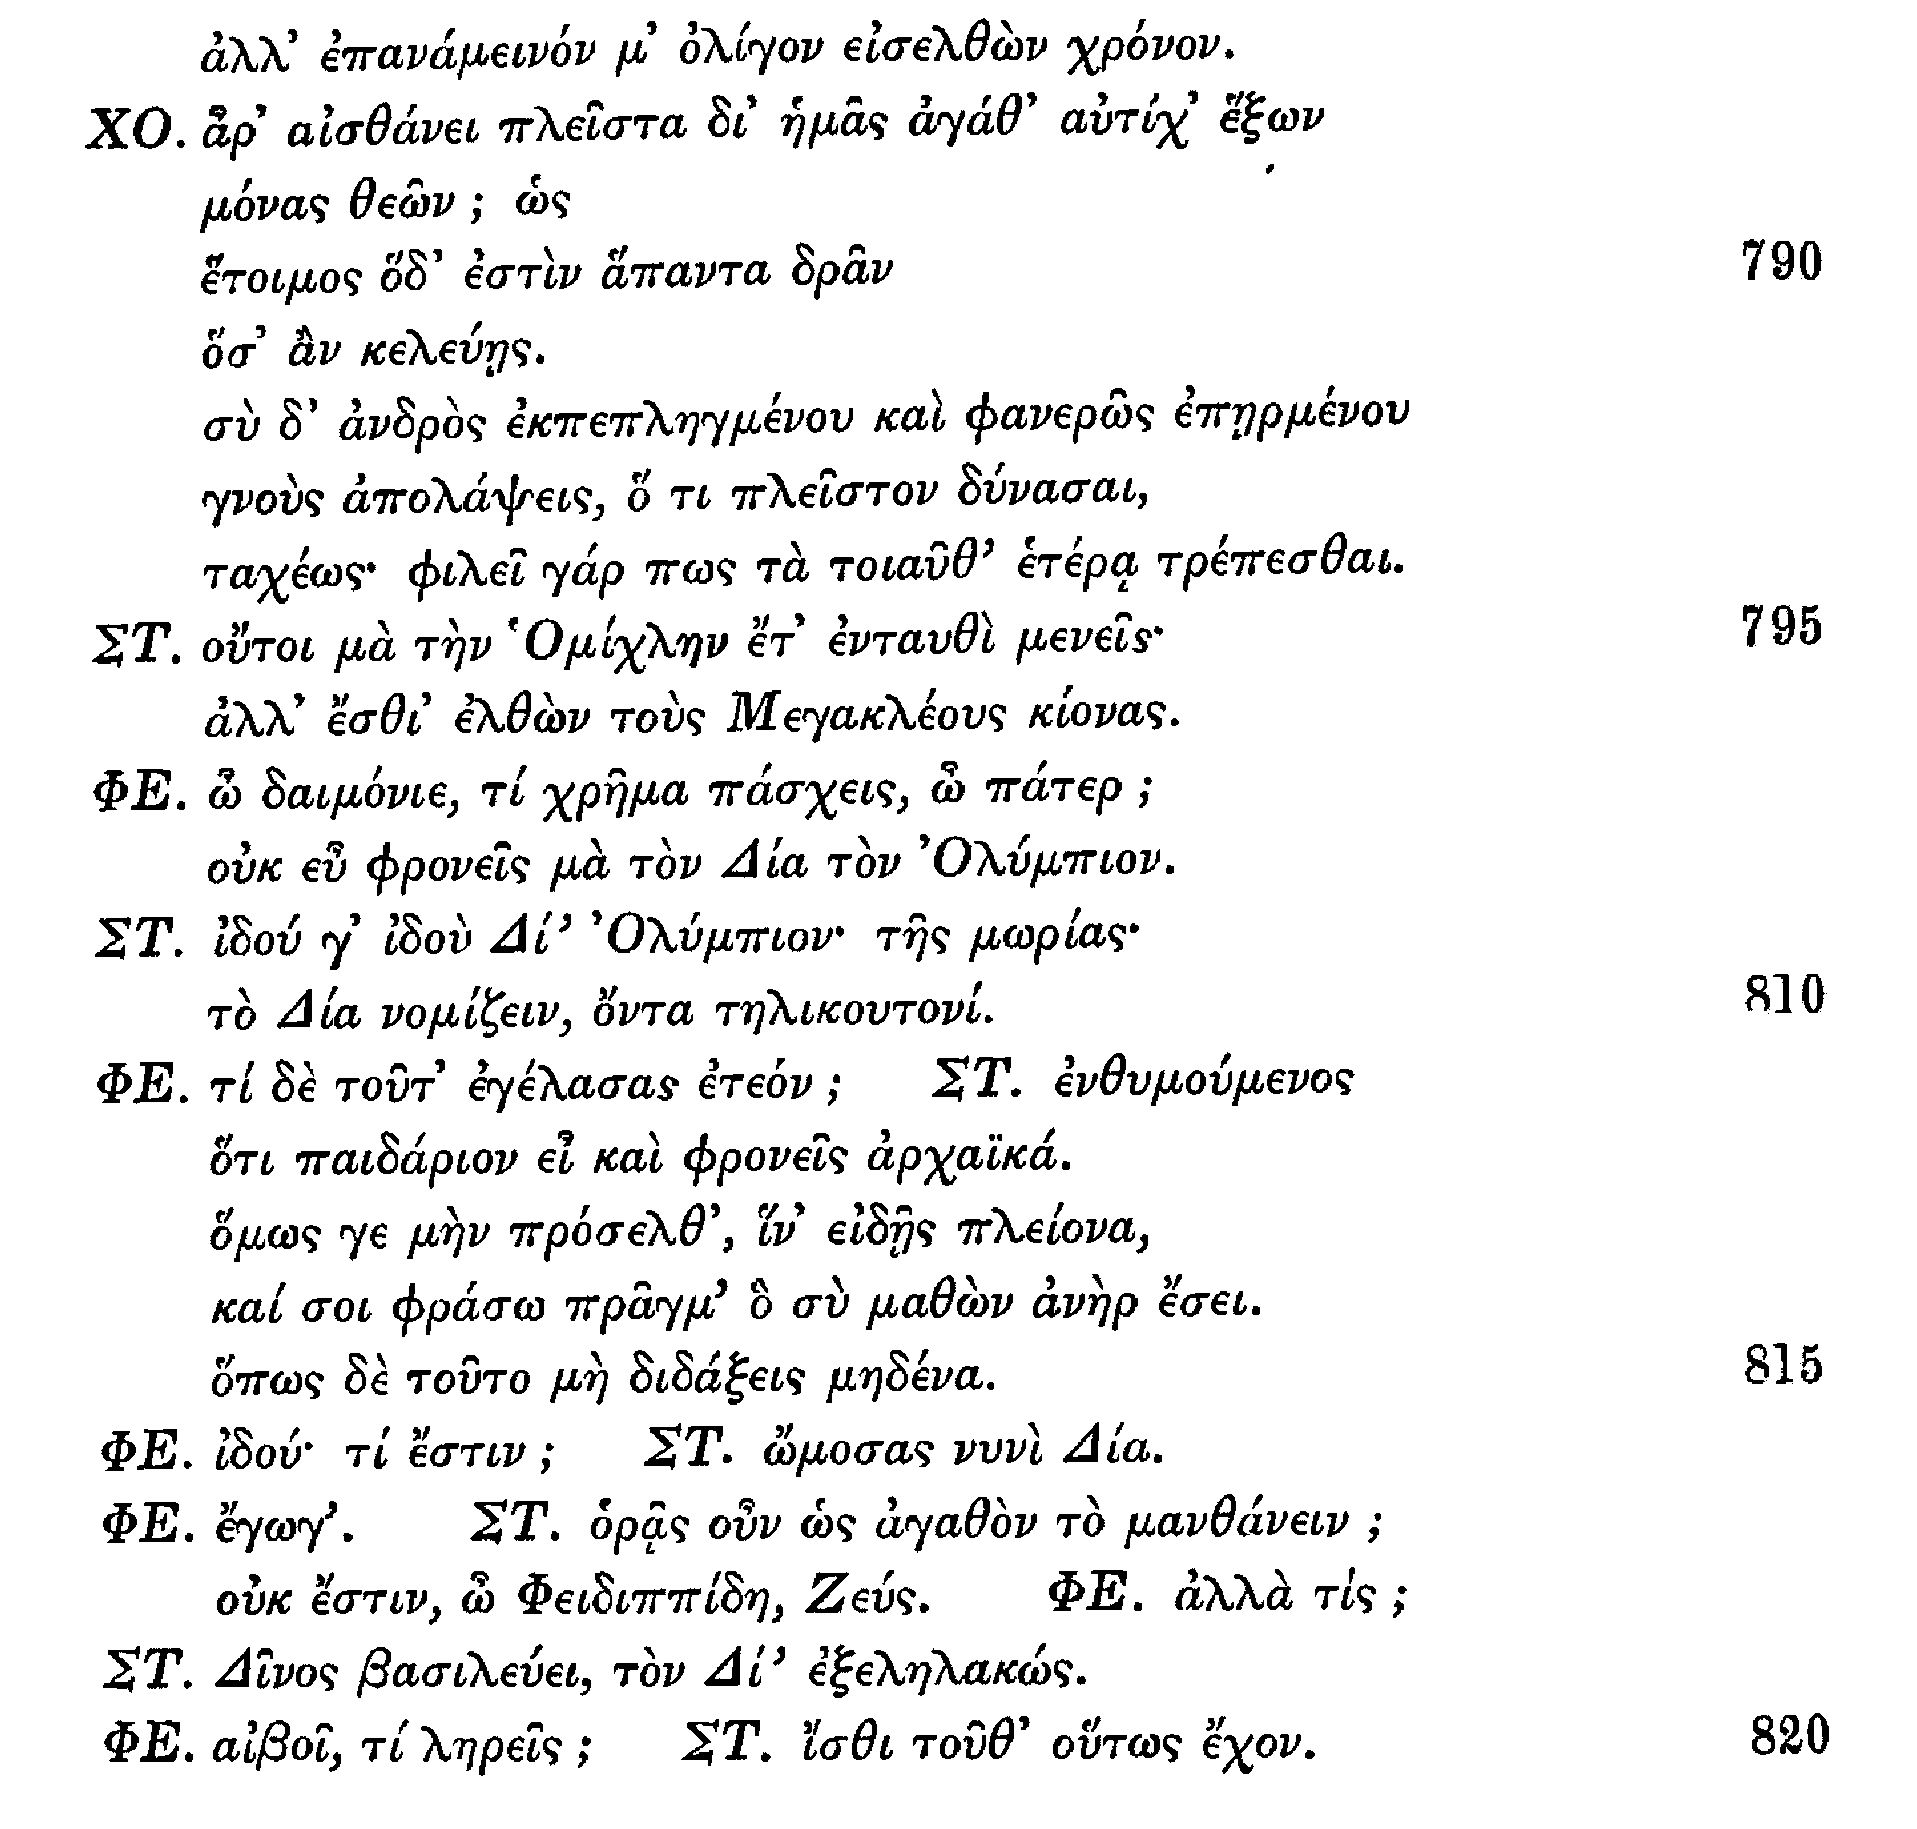 ἀλλ’ ἐπανάμεινόν μ’ ὀλίγον εἰσελθὼν χρόνον.
ΧΟ. ἆρ’ αἰσθάνει πλεῖστα δι’ ἡμᾶς ἀγάθ’ αὐτίχ’ ἕξων
μόνας θεῶν ; ὡς
ἕτοιμος ὅδ’ ἐστὶν ἅπαντα δρᾶν 790
ὅσ’ ἂν κελεύῃς.
σὺ δ’ ἀνδρὸς ἐκπεπληγμένου καὶ φανερῶς ἐπῃρμένου
γνοὺς ἀπολάψεις, ὅ τι πλεῖστον δύνασαι,
ταχέως· φιλεῖ γάρ πως τὰ τοιαῦθ’ ἑτέρᾳ τρέπεσθαι.
ΣΤ. οὔτοι μὰ τὴν Ὁμίχλην ἔτ’ ἐνταυθὶ μενεῖς· 795
ἀλλ’ ἔσθι’ ἐλθὼν τοὺς Μεγακλέους κίονας.
ΦΕ. ὦ δαιμόνιε, τί χρῆμα πάσχεις, ὦ πάτερ ;
οὐκ εὖ φρονεῖς μὰ τὸν Δία τὸν Ὀλύμπιον.
ΣΤ. ἰδού γ’ ἰδοὺ Δί’ Ὀλύμπιον· τῆς μωρίας·
τὸ Δία νομίζειν, ὄντα τηλικουτονί. 810
ΦΕ. τί δὲ τοῦτ’ ἐγέλασας ἐτεόν ; ΣΤ. ἐνθυμούμενος
ὅτι παιδάριον εἶ καὶ φρονεῖς ἀρχαϊκά.
ὅμως γε μὴν πρόσελθ’, ἵν’ εἰδῇς πλείονα,
καί σοι φράσω πρᾶγμ’ ὃ σὺ μαθὼν ἀνὴρ ἔσει.
ὅπως δὲ τοῦτο μὴ διδάξεις μηδένα. 815
ΦΕ. ἰδού· τί ἔστιν ; ΣΤ. ὤμοσας νυνὶ Δία.
ΦΕ. ἔγωγ’. ΣΤ. ὁρᾷς οὖν ὡς ἀγαθὸν τὸ μανθάνειν ;
οὐκ ἔστιν, ὦ Φειδιππίδη, Ζεύς. ΦΕ. ἀλλὰ τίς ;
ΣΤ. Δῖνος βασιλεύει, τὸν Δί’ ἐξεληλακώς.
ΦΕ. αἰβοῖ, τί ληρεῖς ; ΣΤ. ἴσθι τοῦθ’ οὕτως ἔχον. 820